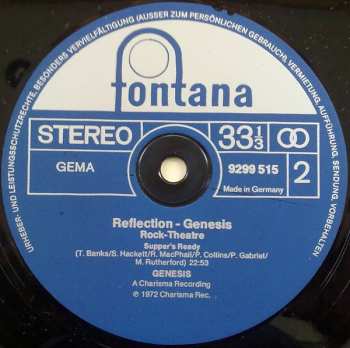 URHEBER- UND LEISTUNGSSCHUTZRECHTE, BESONDERS VERVIELFÄLTIGUNG (AUSSER ZUM PERSÖNLICHEN GEBRAUCH), VERMIETUNG, AUFFÜHRUNG, SENDUNG, VORBEHALTEN
fontana
STEREO
33 1/3
GEMA
9299 515
Made in Germany
2
Reflection - Genesis
Rock-Theatre
Supper's Ready
(T. Banks/S. Hackett/R. MacPhail/P. Collins/P. Gabriel/
M. Rutherford) 22:53
GENESIS
A Charisma Recording
℗ 1972 Charisma Rec.